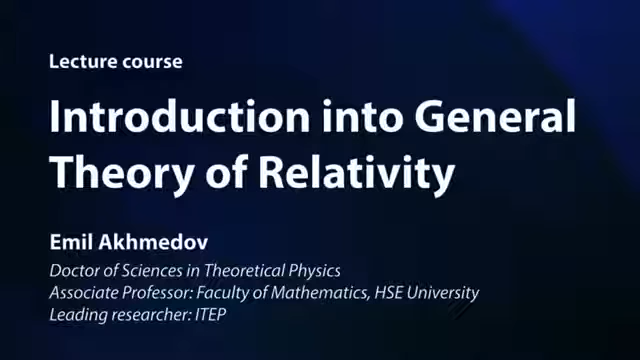 Lecture course
Introduction into General
Theory of Relativity
Emil Akhmedov
Doctor of Sciences in Theoretical Physics
Associate Professor: Faculty of Mathematics, HSE University
Leading researcher: ITEP